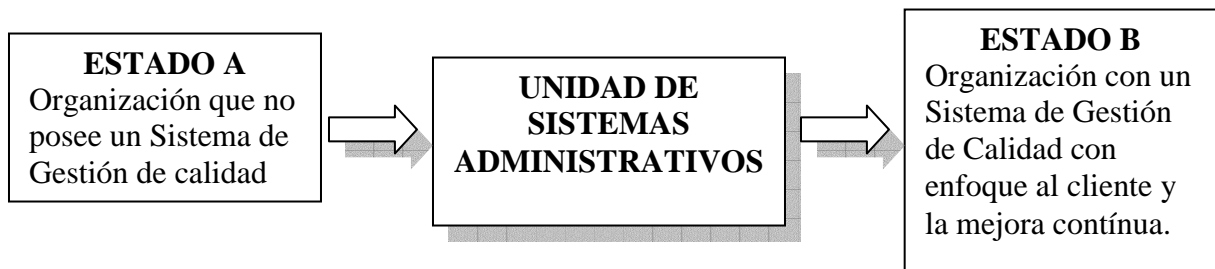 ESTADO A
Organización que no
posee un Sistema de
Gestión de calidad
UNIDAD DE
SISTEMAS
ADMINISTRATIVOS
ESTADO B
Organización con un
Sistema de Gestión
de Calidad con
enfoque al cliente y
la mejora contínua.